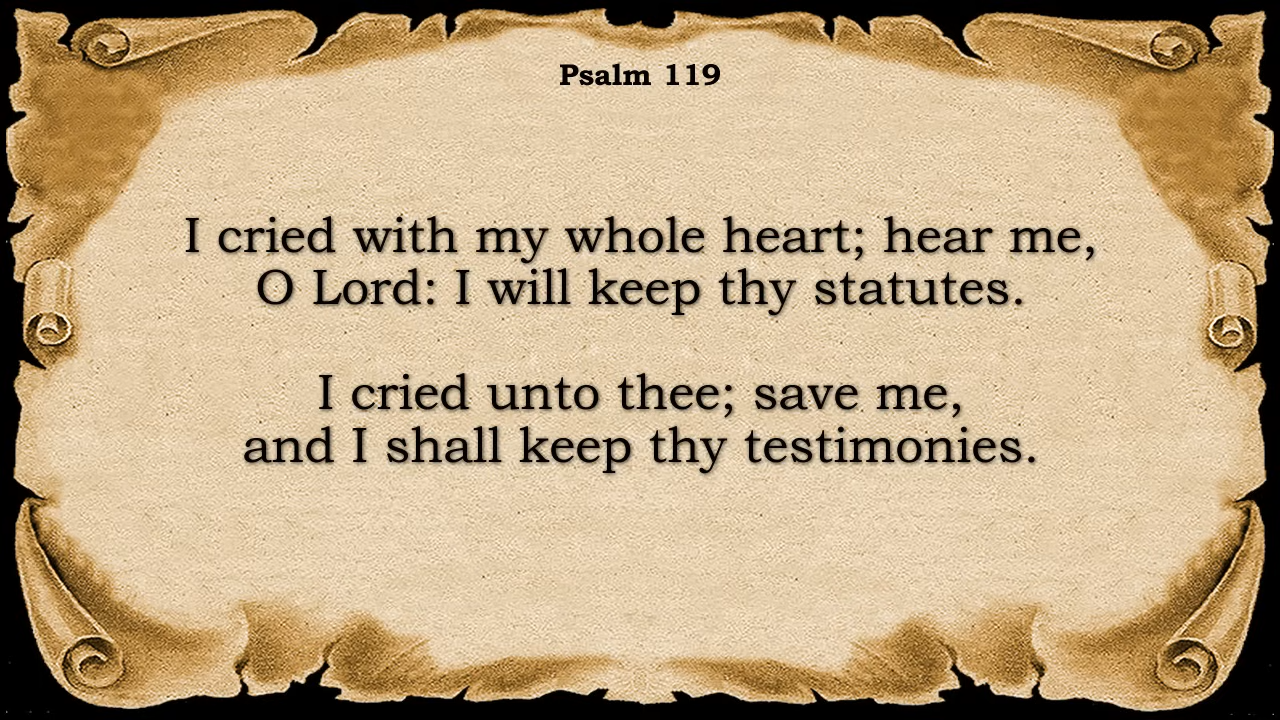 Psalm 119
I cried with my whole heart; hear me,
O Lord: I will keep thy statutes.
I cried unto thee; save me,
and I shall keep thy testimonies.